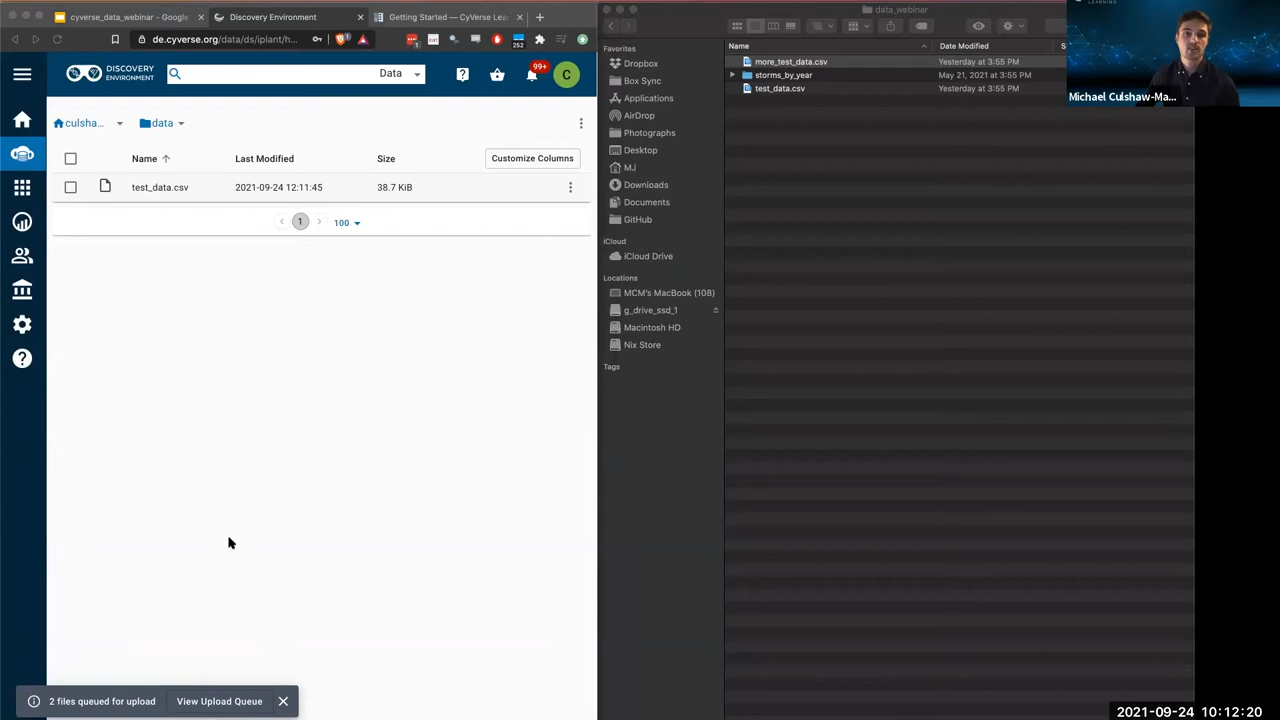 cyverse_data_webinar - Google
Discovery Environment
Getting Started — CyVerse Lea
de.cyverse.org/data/ds/iplant/h...
1
252
DISCOVERY
ENVIRONMENT
Data
99+
C
culsha...
data
Name
Last Modified
Size
Customize Columns
test_data.csv
2021-09-24 12:11:45
38.7 KiB
1
100
2 files queued for upload
View Upload Queue
data_webinar
Favorites
Dropbox
Box Sync
Applications
AirDrop
Photographs
Desktop
MJ
Downloads
Documents
GitHub
iCloud
iCloud Drive
Locations
MCM's MacBook (108)
g_drive_ssd_1
Macintosh HD
Nix Store
Tags
Name
Date Modified
S
more_test_data.csv
Yesterday at 3:55 PM
storms_by_year
May 21, 2021 at 3:55 PM
test_data.csv
Yesterday at 3:55 PM
LEARNING
Michael Culshaw-Ma...
2021-09-24 10:12:20